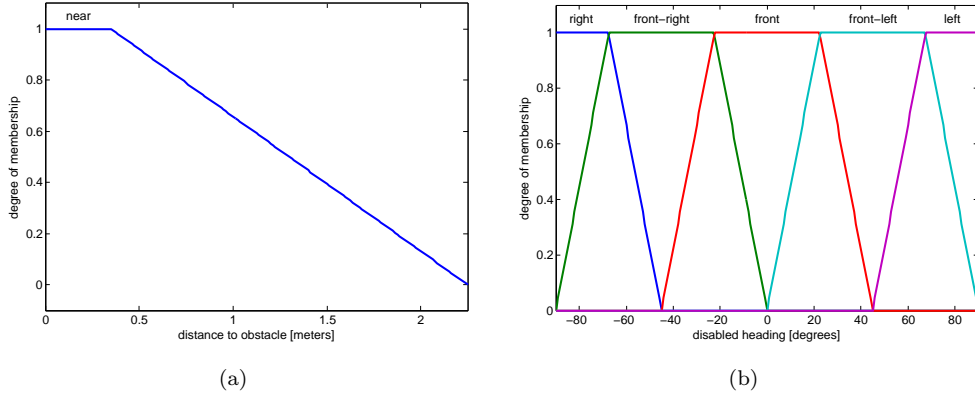 near
1
0.8
0.6
0.4
0.2
0
degree of membership
0 0.5 1 1.5 2
distance to obstacle [meters]
(a)
right front−right front front−left left
1
0.8
0.6
0.4
0.2
0
degree of membership
−80 −60 −40 −20 0 20 40 60 80
disabled heading [degrees]
(b)